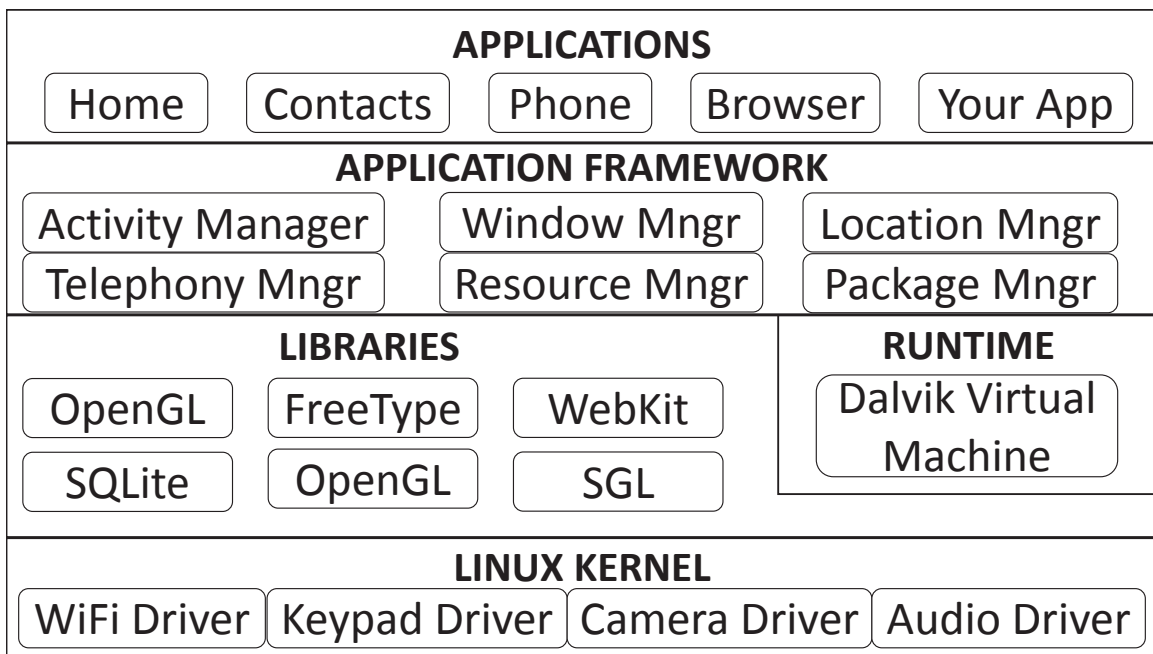 APPLICATIONS
Home Contacts Phone Browser Your App
APPLICATION FRAMEWORK
Activity Manager Window Mngr Location Mngr
Telephony Mngr Resource Mngr Package Mngr
LIBRARIES
OpenGL FreeType WebKit
SQLite OpenGL SGL
RUNTIME
Dalvik Virtual
Machine
LINUX KERNEL
WiFi Driver Keypad Driver Camera Driver Audio Driver